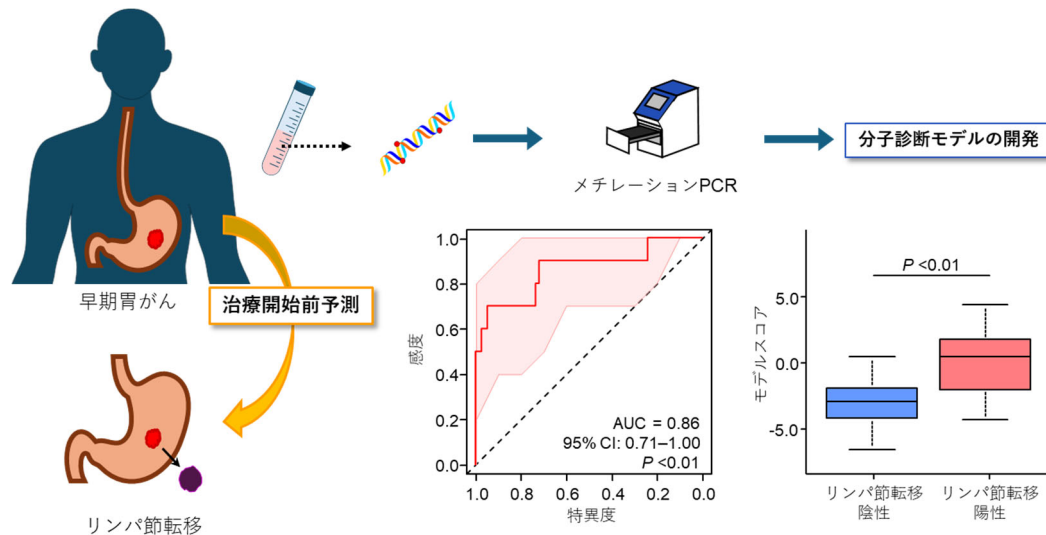 早期胃がん
治療開始前予測
リンパ節転移
メチレーションPCR
分子診断モデルの開発
感度
1.0
0.8
0.6
0.4
0.2
0.0
AUC = 0.86
95% CI: 0.71–1.00
P <0.01
1.0 0.8 0.6 0.4 0.2 0.0
特異度
モデルスコア
P <0.01
5.0
0.0
-5.0
リンパ節転移
陰性
リンパ節転移
陽性